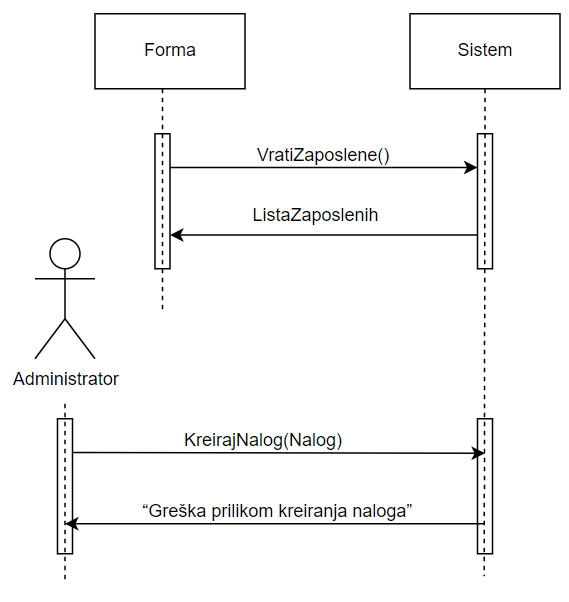 Forma
Sistem
VratiZaposlene()
ListaZaposlenih
Administrator
KreirajNalog(Nalog)
“Greška prilikom kreiranja naloga”